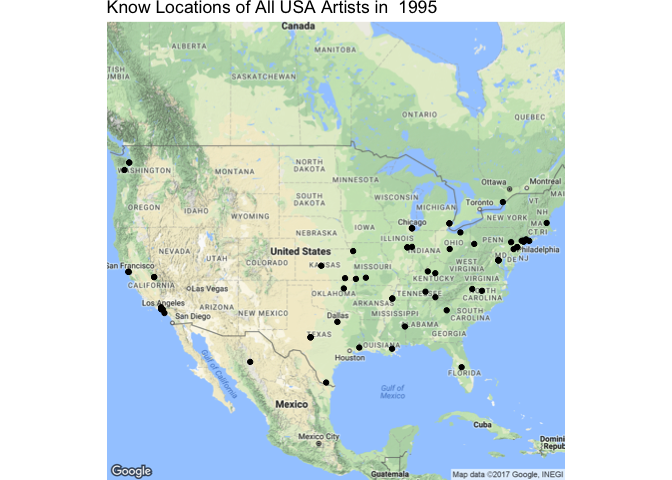 Know Locations of All USA Artists in  1995
Canada
ALBERTA
MANITOBA
TISH
UMBIA
SASKATCHEWAN
ONTARIO
QUEBEC
WASHINGTON
MONTANA
NORTH
DAKOTA
MINNESOTA
Ottawa
Montreal
OREGON
IDAHO
SOUTH
DAKOTA
WISCONSIN
MICHIGAN
Toronto
VT
WYOMING
NEW YORK
MA
Chicago
CT RI
IOWA
NEBRASKA
ILLINOIS
OHIO
PENN
NEVADA
United States
INDIANA
Philadelphia
UTAH
COLORADO
MD
DE
NJ
San Francisco
KANSAS
MISSOURI
WEST
VIRGINIA
CALIFORNIA
Las Vegas
KENTUCKY
VIRGINIA
OKLAHOMA
TENNESSEE
NORTH
CAROLINA
Los Angeles
ARIZONA
NEW MEXICO
ARKANSAS
San Diego
Dallas
MISSISSIPPI
SOUTH
CAROLINA
ALABAMA
TEXAS
GEORGIA
LOUISIANA
Houston
Gulf of
California
FLORIDA
Gulf of
Mexico
Mexico
Cuba
Mexico City
Domini
Repub
Guatemala
Google
Map data ©2017 Google, INEGI